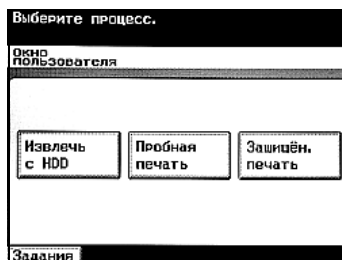 Выберите процесс.
Окно
пользователя
Извлечь
с HDD
Пробная
печать
Защищён.
печать
Задания